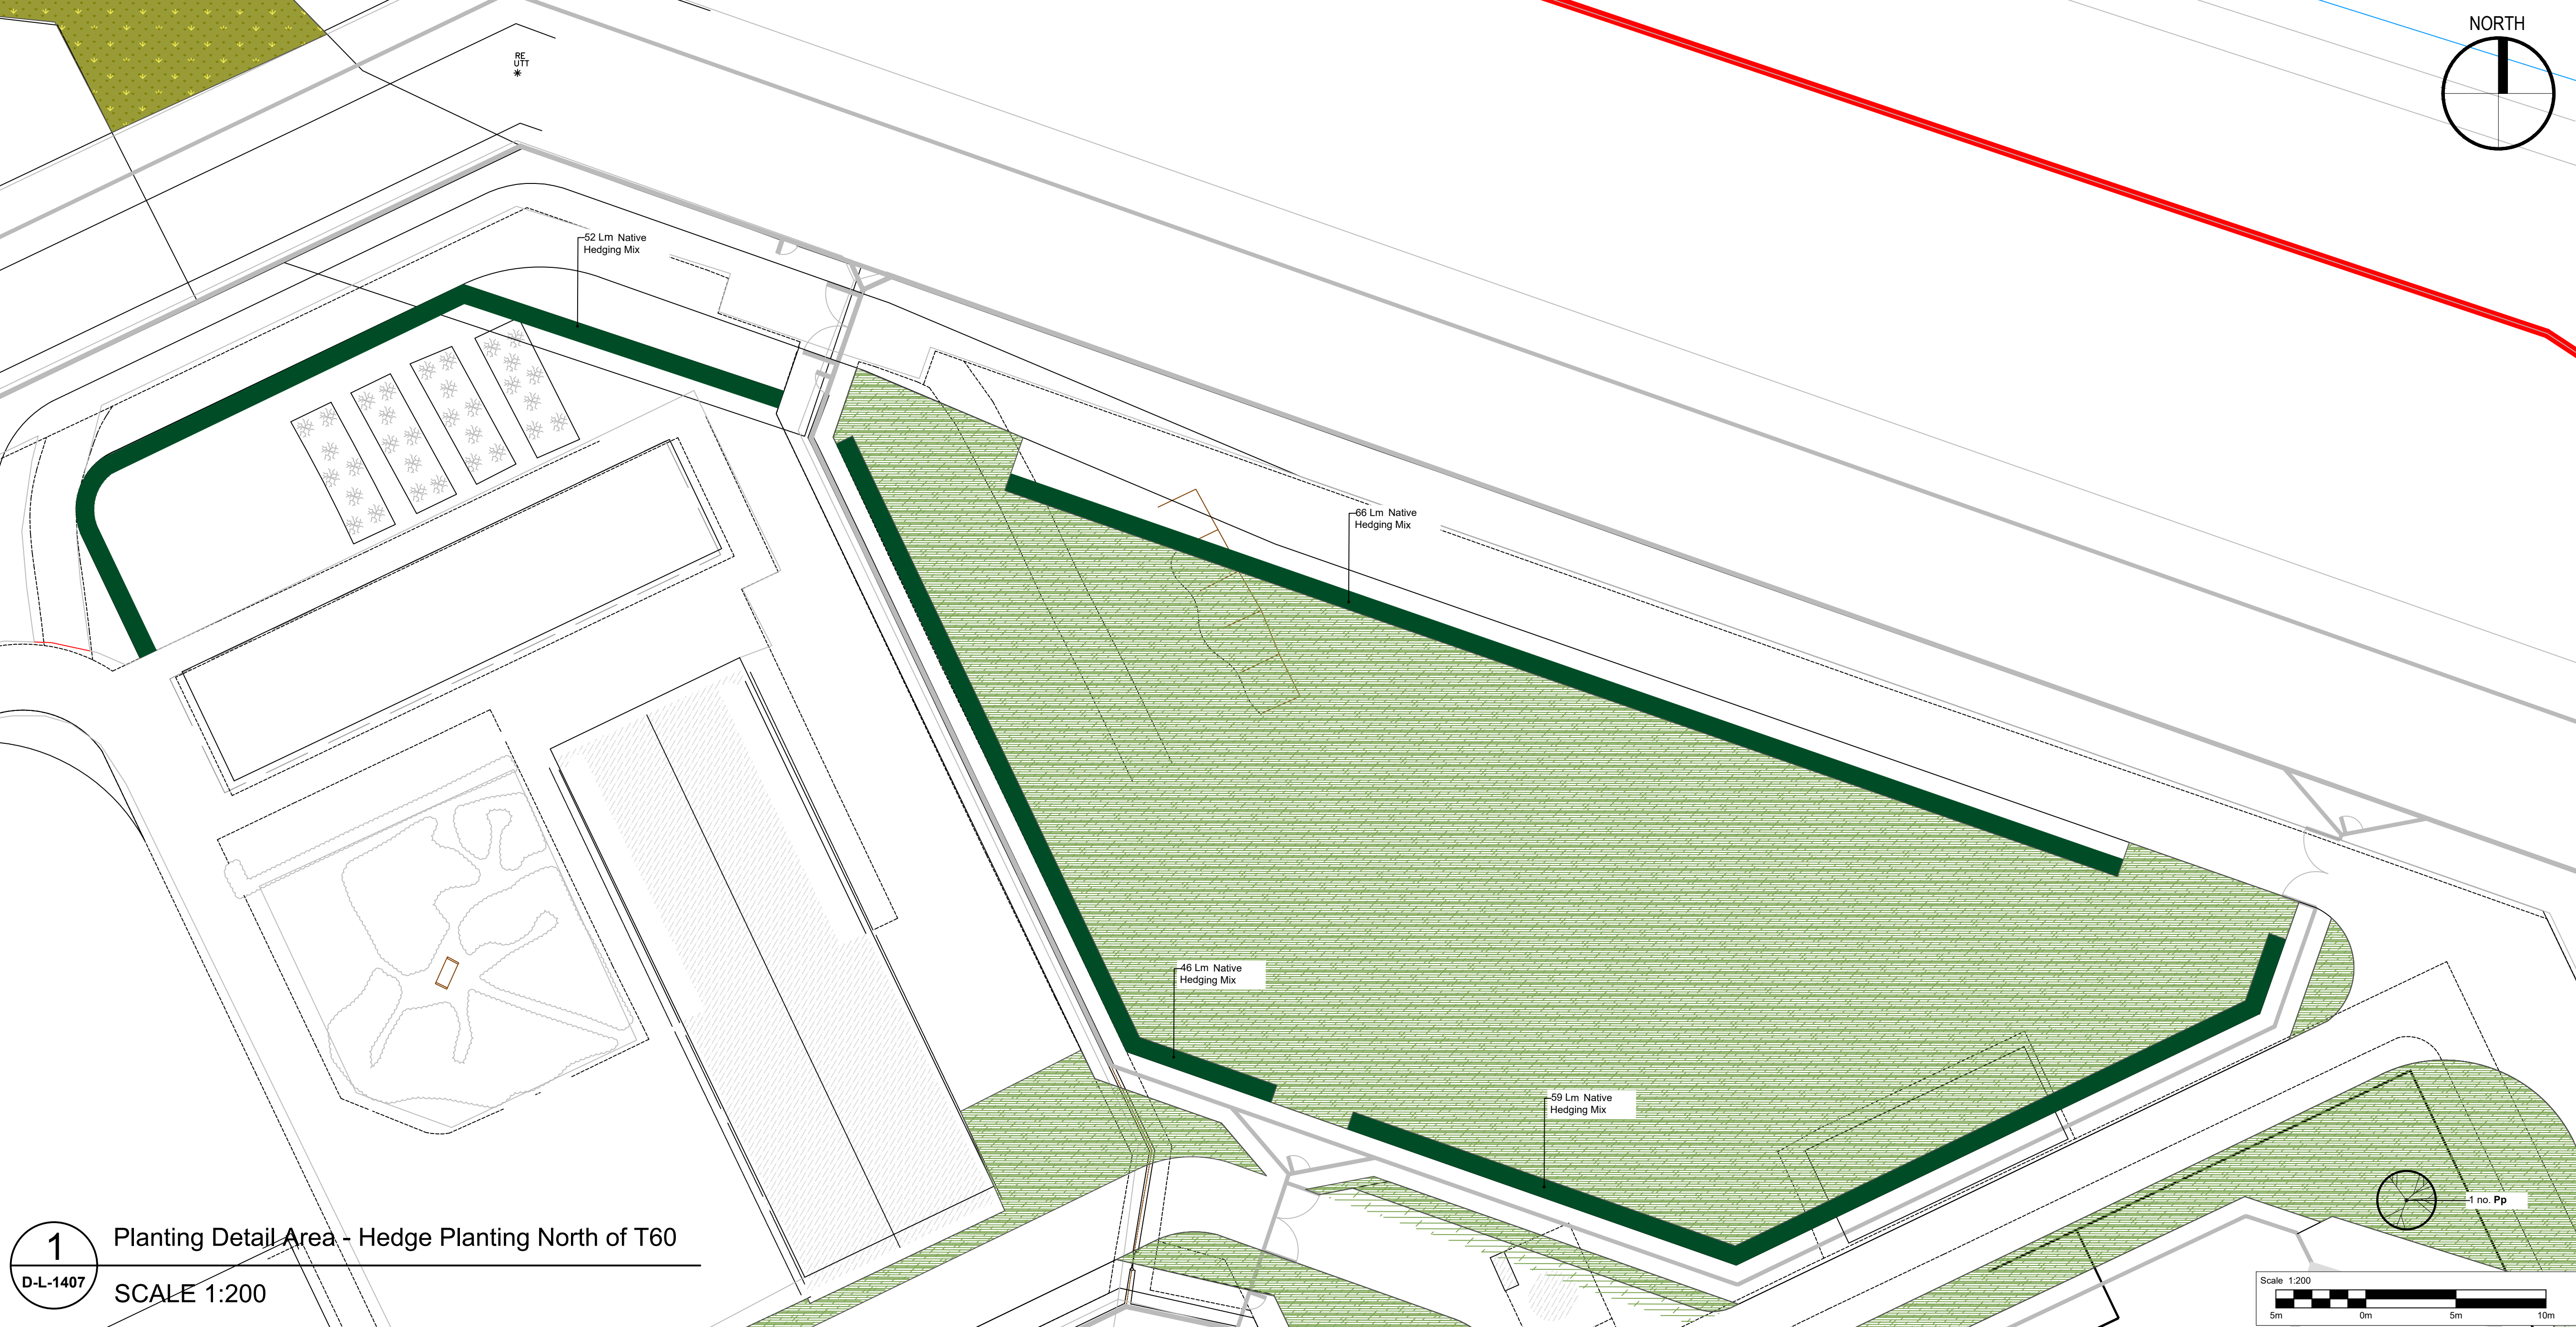 NORTH
RE
UTT
52 Lm Native
Hedging Mix
66 Lm Native
Hedging Mix
46 Lm Native
Hedging Mix
59 Lm Native
Hedging Mix
1 no. Pp
1
D-L-1407
Planting Detail Area - Hedge Planting North of T60
SCALE 1:200
Scale 1:200
5m 0m 5m 10m